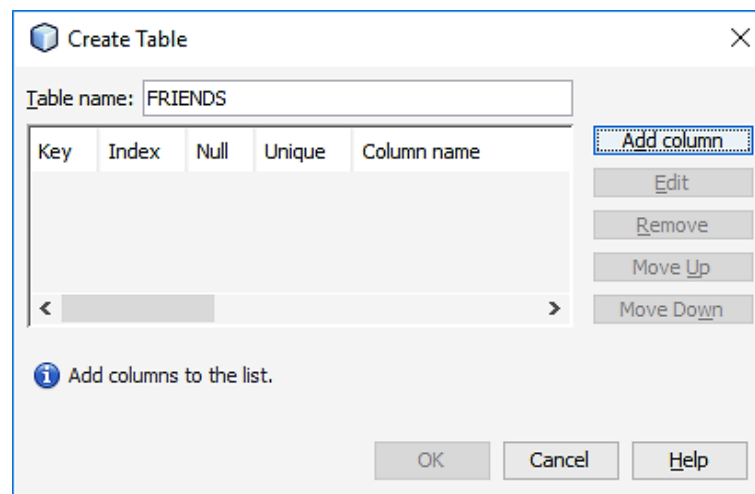 Create Table
Table name: FRIENDS
Key Index Null Unique Column name
Add column
Edit
Remove
Move Up
Move Down
Add columns to the list.
OK Cancel Help